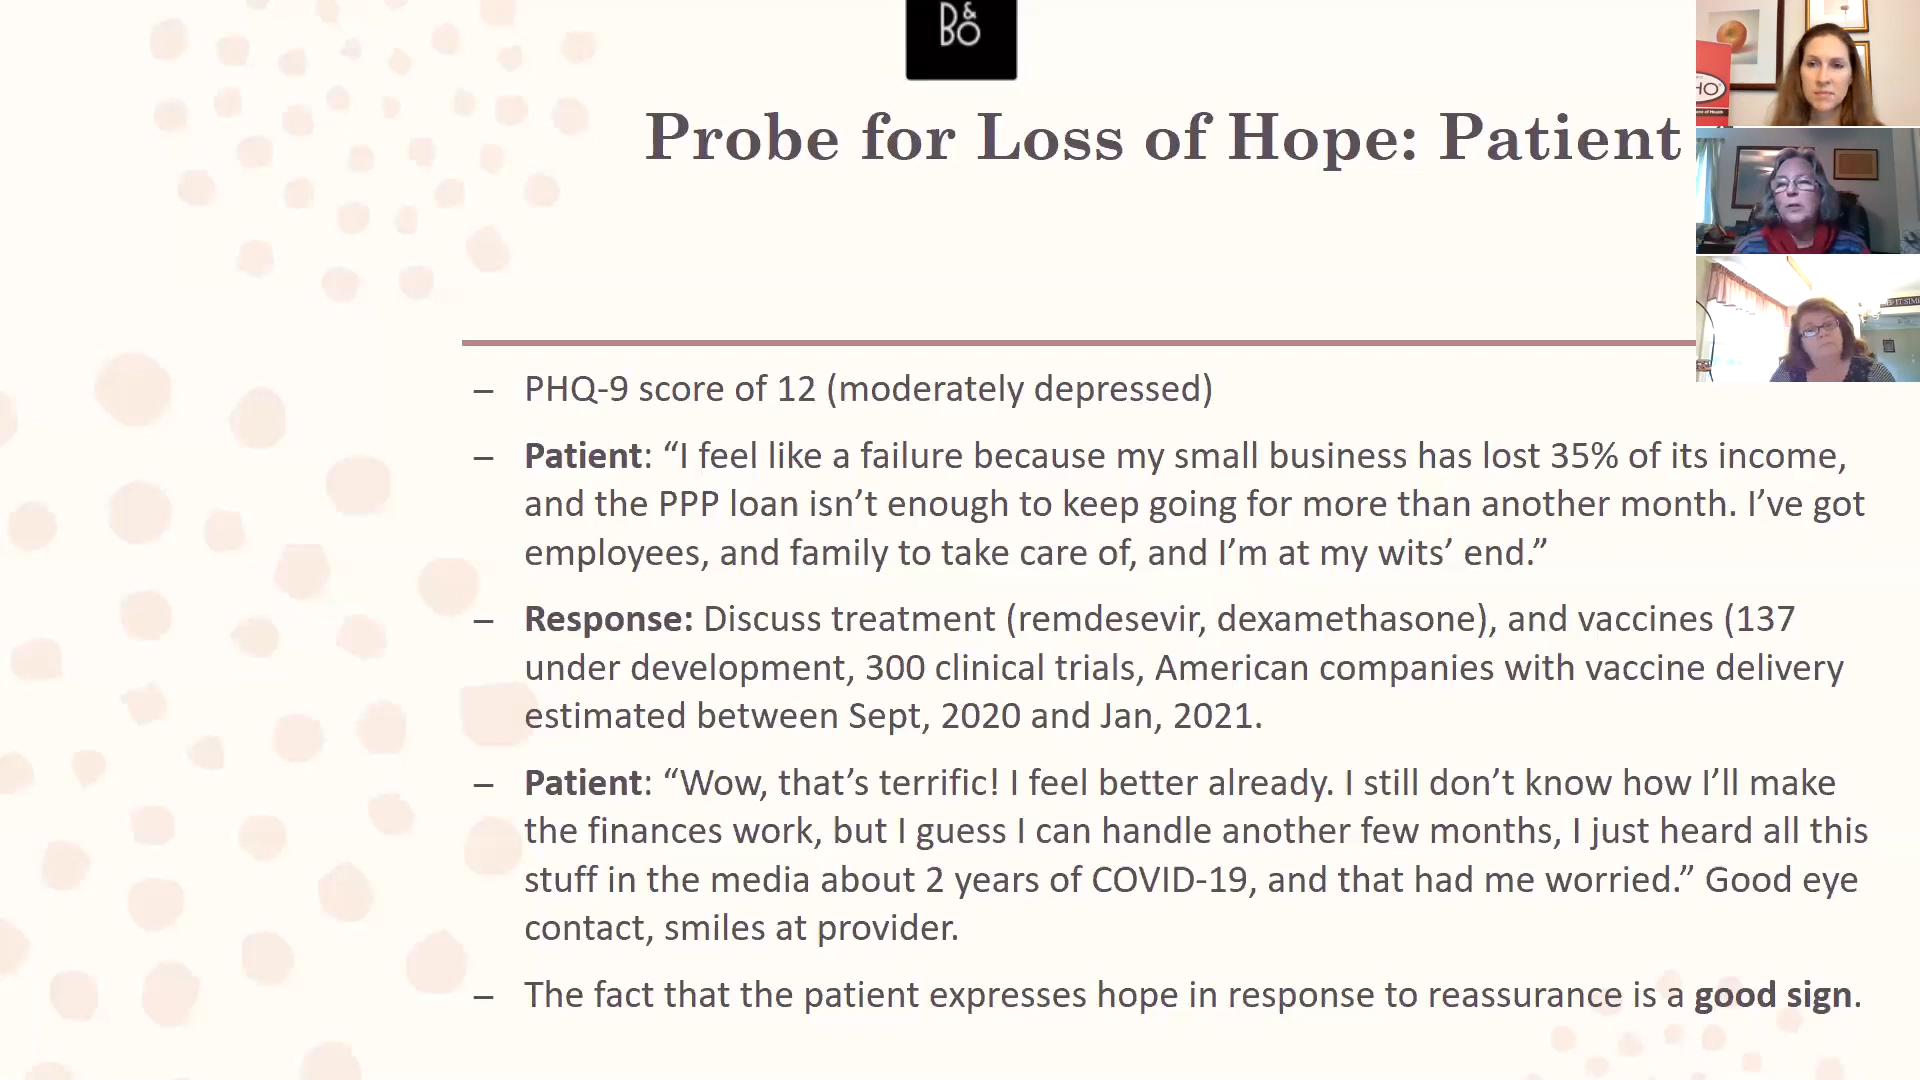 B&O
Probe for Loss of Hope: Patient
HO
– PHQ-9 score of 12 (moderately depressed)
– Patient: “I feel like a failure because my small business has lost 35% of its income,
and the PPP loan isn’t enough to keep going for more than another month. I’ve got
employees, and family to take care of, and I’m at my wits’ end.”
– Response: Discuss treatment (remdesevir, dexamethasone), and vaccines (137
under development, 300 clinical trials, American companies with vaccine delivery
estimated between Sept, 2020 and Jan, 2021.
– Patient: “Wow, that’s terrific! I feel better already. I still don’t know how I’ll make
the finances work, but I guess I can handle another few months, I just heard all this
stuff in the media about 2 years of COVID-19, and that had me worried.” Good eye
contact, smiles at provider.
– The fact that the patient expresses hope in response to reassurance is a good sign.